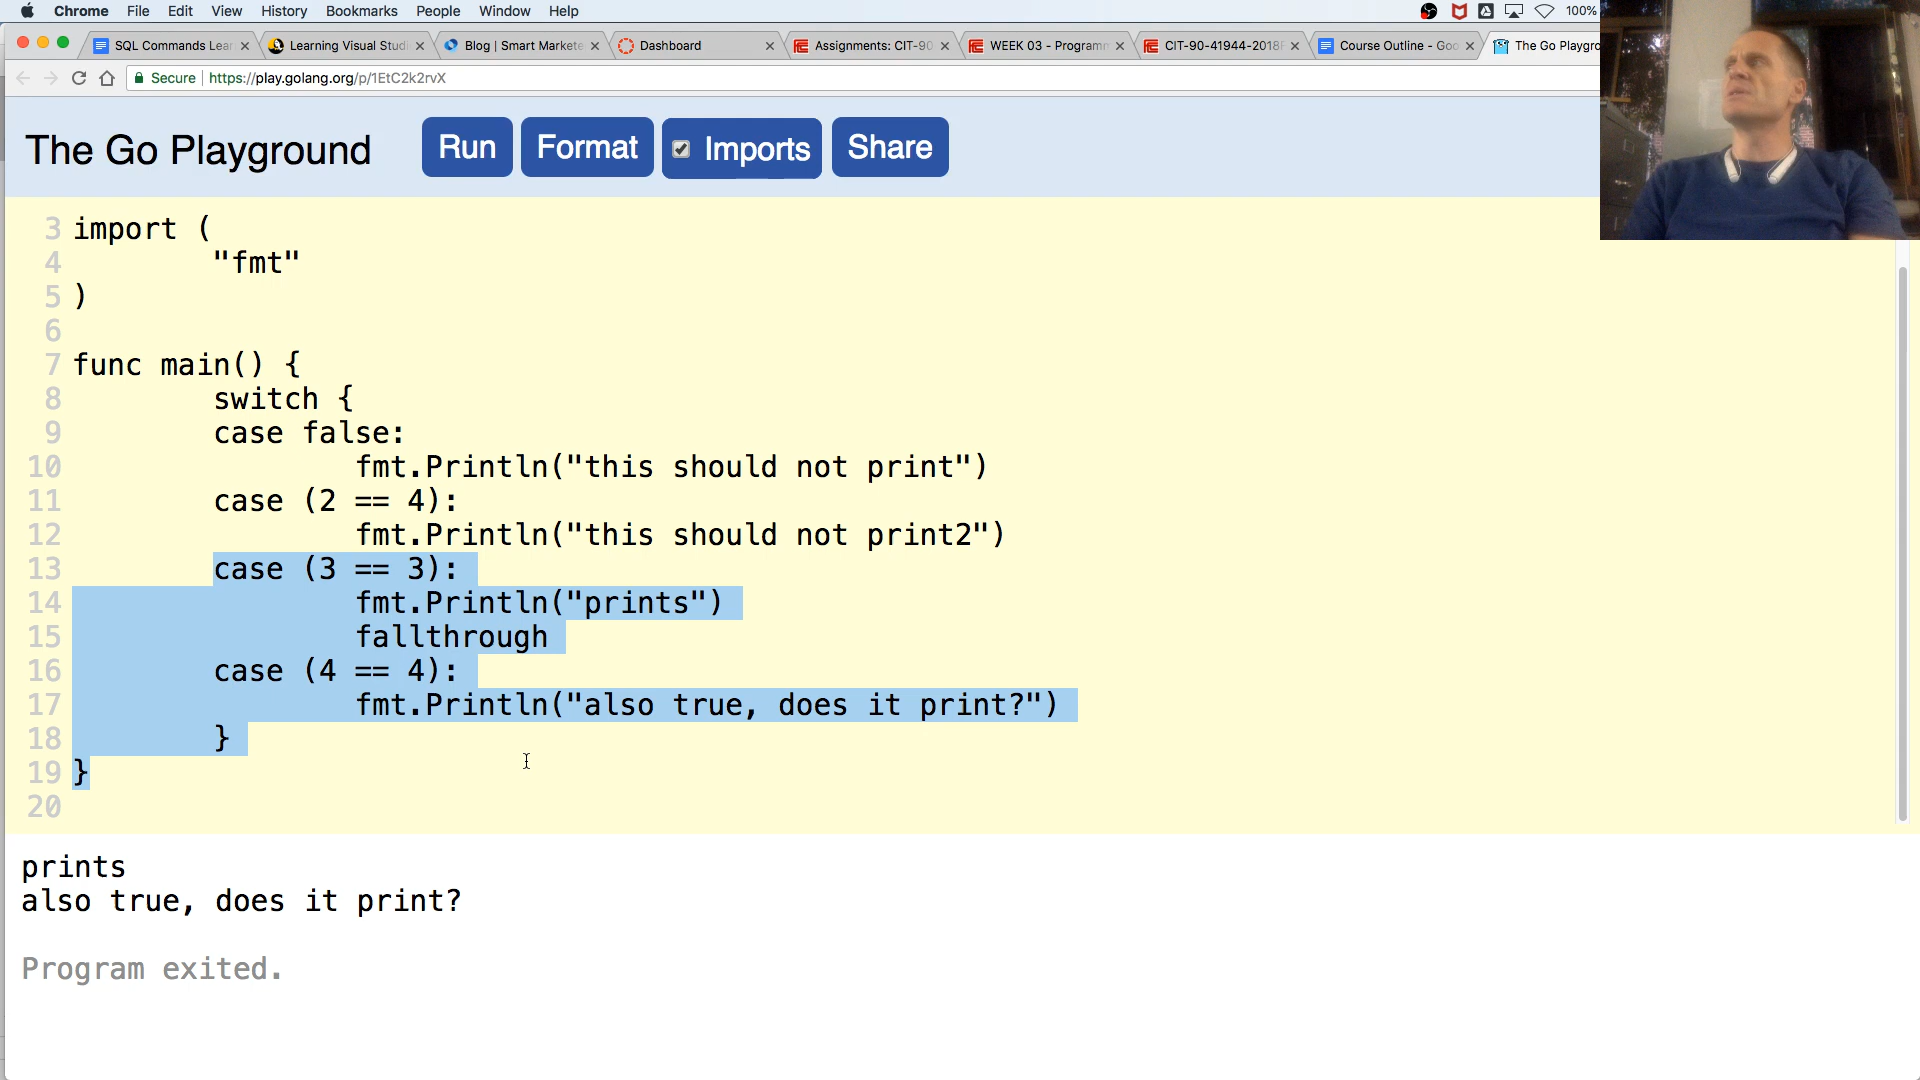 Chrome File Edit View History Bookmarks People Window Help 100%
SQL Commands Lear Learning Visual Studi Blog | Smart Markete Dashboard Assignments: CIT-90 WEEK 03 - Programm CIT-90-41944-2018F Course Outline - Goo The Go Playgro
Secure https://play.golang.org/p/1EtC2k2rvX
The Go Playground Run Format Imports Share
3 import (
4 "fmt"
5 )
6
7 func main() {
8 switch {
9 case false:
10 fmt.Println("this should not print")
11 case (2 == 4):
12 fmt.Println("this should not print2")
13 case (3 == 3):
14 fmt.Println("prints")
15 fallthrough
16 case (4 == 4):
17 fmt.Println("also true, does it print?")
18 }
19 }
20
prints
also true, does it print?
Program exited.